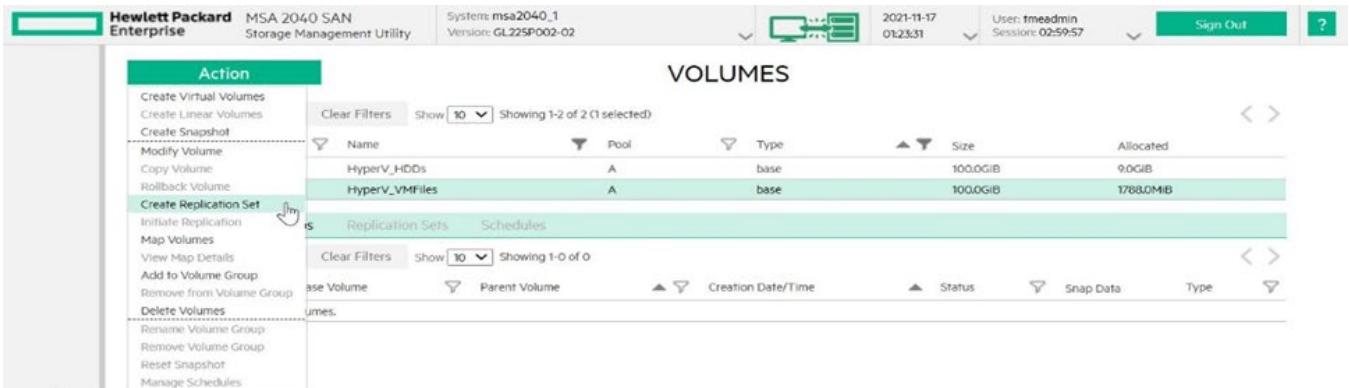 Hewlett Packard Enterprise
MSA 2040 SAN
Storage Management Utility
System: msa2040_1
Version: GL225P002-02
2021-11-17
01:23:31
User: tmeadmin
Session: 02:59:57
Sign Out
?
Action
VOLUMES
Create Virtual Volumes
Create Linear Volumes
Create Snapshot
Modify Volume
Copy Volume
Rollback Volume
Create Replication Set
Initiate Replication
Map Volumes
View Map Details
Add to Volume Group
Remove from Volume Group
Delete Volumes
Rename Volume Group
Remove Volume Group
Reset Snapshot
Manage Schedules
Clear Filters Show 10 Showing 1-2 of 2 (1 selected) < >
Name Pool Type Size Allocated
HyperV_HDDs A base 100.0GiB 9.0GiB
HyperV_VMFiles A base 100.0GiB 1788.0MiB
Replication Sets Schedules
Clear Filters Show 10 Showing 1-0 of 0 < >
ase Volume Parent Volume Creation Date/Time Status Snap Data Type
umes.